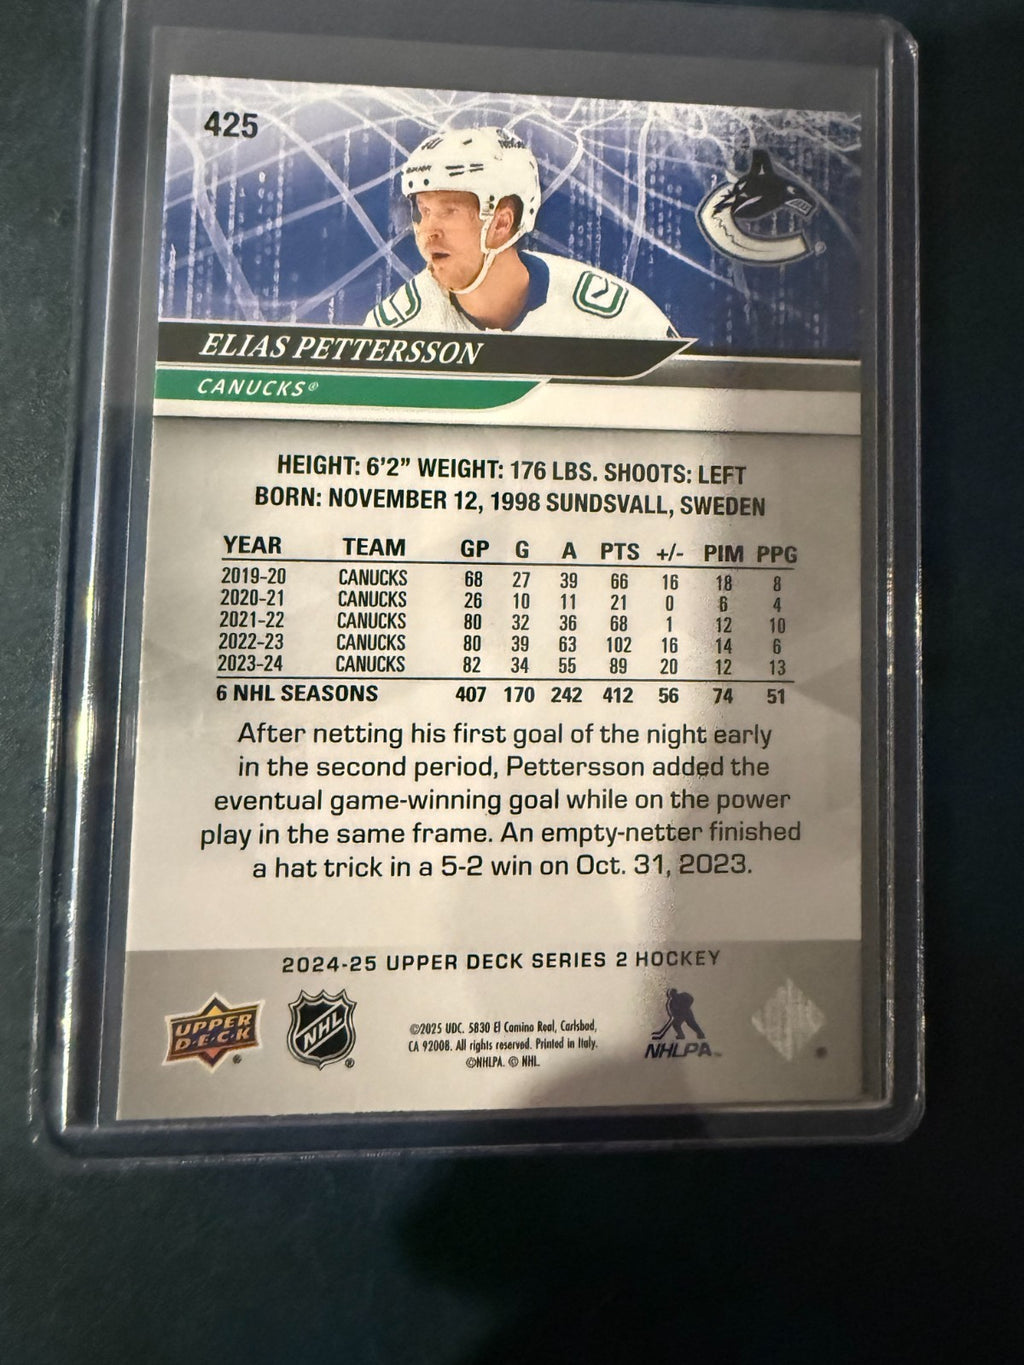 425
ELIAS PETTERSSON
CANUCKS®
HEIGHT: 6'2" WEIGHT: 176 LBS. SHOOTS: LEFT
BORN: NOVEMBER 12, 1998 SUNDSVALL, SWEDEN
YEAR TEAM GP G A PTS +/- PIM PPG
2019-20 CANUCKS 68 27 39 66 16 18 8
2020-21 CANUCKS 26 10 11 21 0 6 4
2021-22 CANUCKS 80 32 36 68 1 12 10
2022-23 CANUCKS 80 39 63 102 16 14 6
2023-24 CANUCKS 82 34 55 89 20 12 13
6 NHL SEASONS 407 170 242 412 56 74 51
After netting his first goal of the night early
in the second period, Pettersson added the
eventual game-winning goal while on the power
play in the same frame. An empty-netter finished
a hat trick in a 5-2 win on Oct. 31, 2023.
2024-25 UPPER DECK SERIES 2 HOCKEY
UPPER
D·E·C·K ®
NHL ®
©2025 UDC. 5830 El Camino Real, Carlsbad,
CA 92008. All rights reserved. Printed in Italy.
©NHLPA. © NHL.
NHLPA™